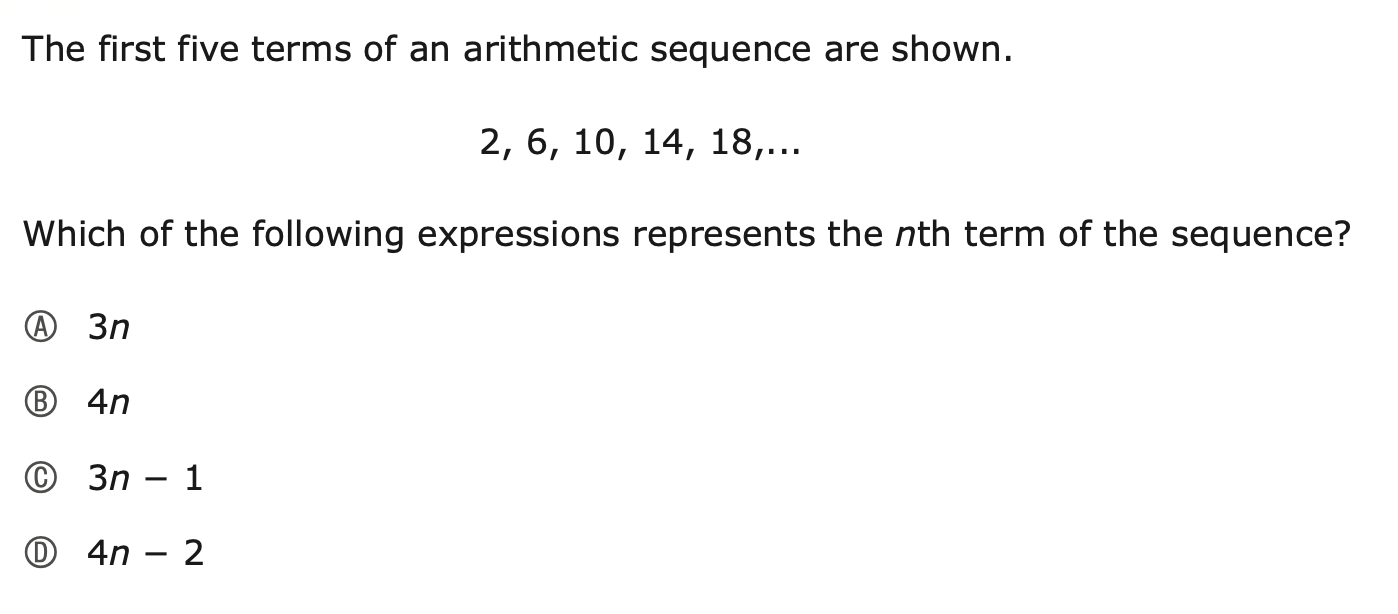 The first five terms of an arithmetic sequence are shown.
2, 6, 10, 14, 18,...
Which of the following expressions represents the nth term of the sequence?
Ⓐ 3n
Ⓑ 4n
Ⓒ 3n − 1
Ⓓ 4n − 2